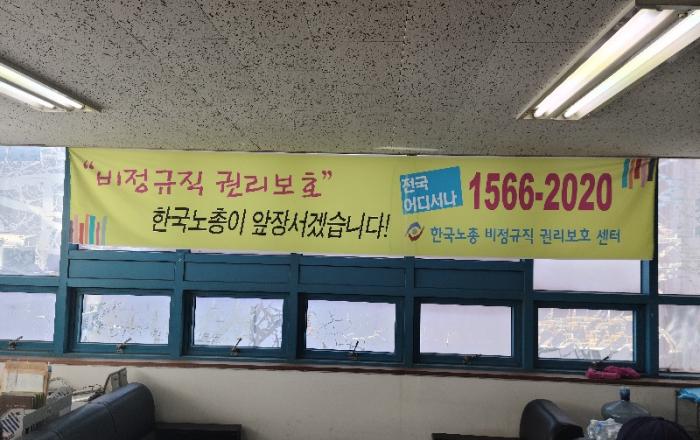 "비정규직 권리보호"
한국노총이 앞장서겠습니다!
전국
어디서나
1566-2020
한국노총 비정규직 권리보호 센터